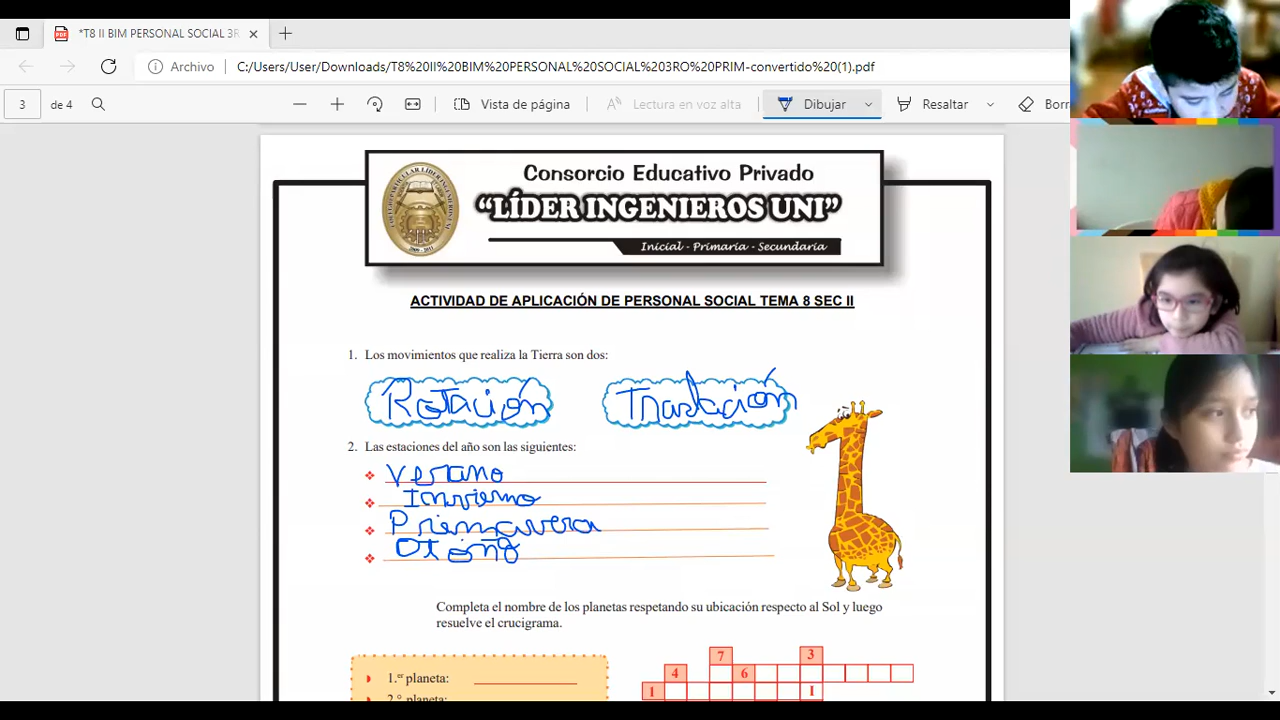 *T8 II BIM PERSONAL SOCIAL 3R
Archivo C:/Users/User/Downloads/T8%20II%20BIM%20PERSONAL%20SOCIAL%203RO%20PRIM-convertido%20(1).pdf
3 de 4 Vista de página Lectura en voz alta Dibujar Resaltar Borr
Consorcio Educativo Privado
"LÍDER INGENIEROS UNI"
Inicial - Primaria - Secundaria
ACTIVIDAD DE APLICACIÓN DE PERSONAL SOCIAL TEMA 8 SEC II
1. Los movimientos que realiza la Tierra son dos:
Rotación Traslación
2. Las estaciones del año son las siguientes:
Verano
Invierno
Primavera
Otoño
Completa el nombre de los planetas respetando su ubicación respecto al Sol y luego
resuelve el crucigrama.
7 3
1.er planeta: 4 6
2.º planeta: 1 1